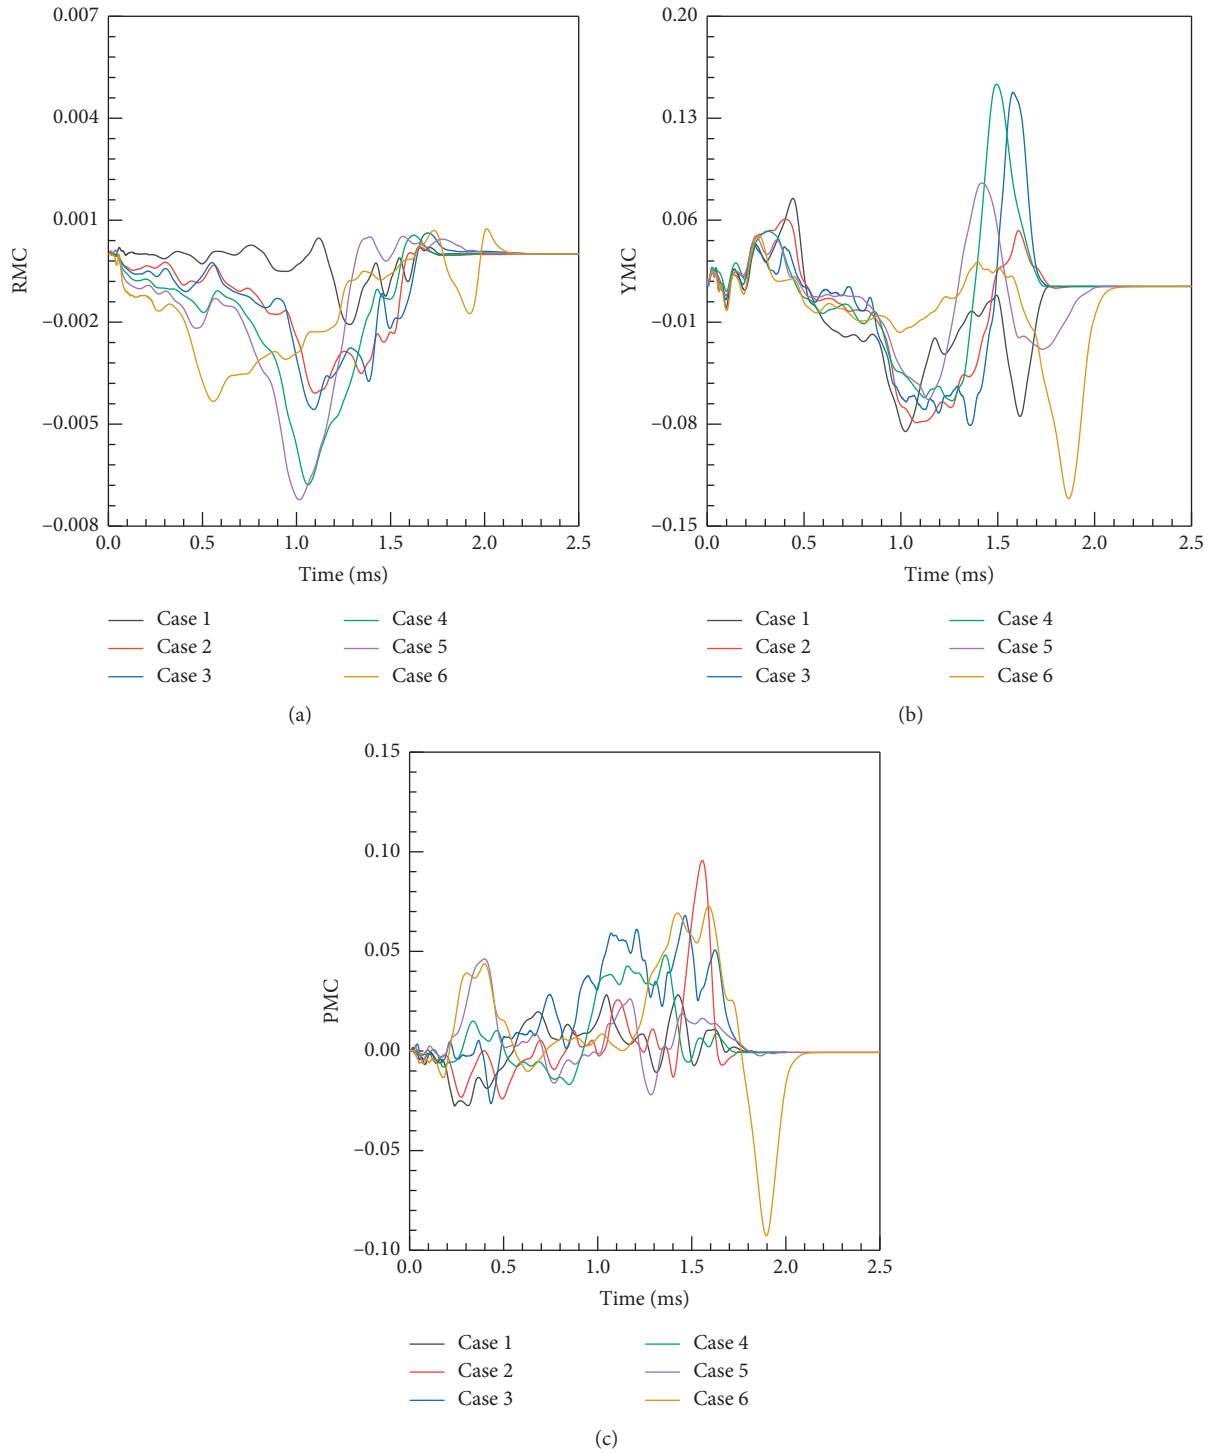 0.007
0.004
0.001
−0.002
−0.005
−0.008
RMC
0.0 0.5 1.0 1.5 2.0 2.5
Time (ms)
Case 1 Case 4
Case 2 Case 5
Case 3 Case 6
(a)
0.20
0.13
0.06
−0.01
−0.08
−0.15
YMC
0.0 0.5 1.0 1.5 2.0 2.5
Time (ms)
Case 1 Case 4
Case 2 Case 5
Case 3 Case 6
(b)
0.15
0.10
0.05
0.00
−0.05
−0.10
PMC
0.0 0.5 1.0 1.5 2.0 2.5
Time (ms)
Case 1 Case 4
Case 2 Case 5
Case 3 Case 6
(c)